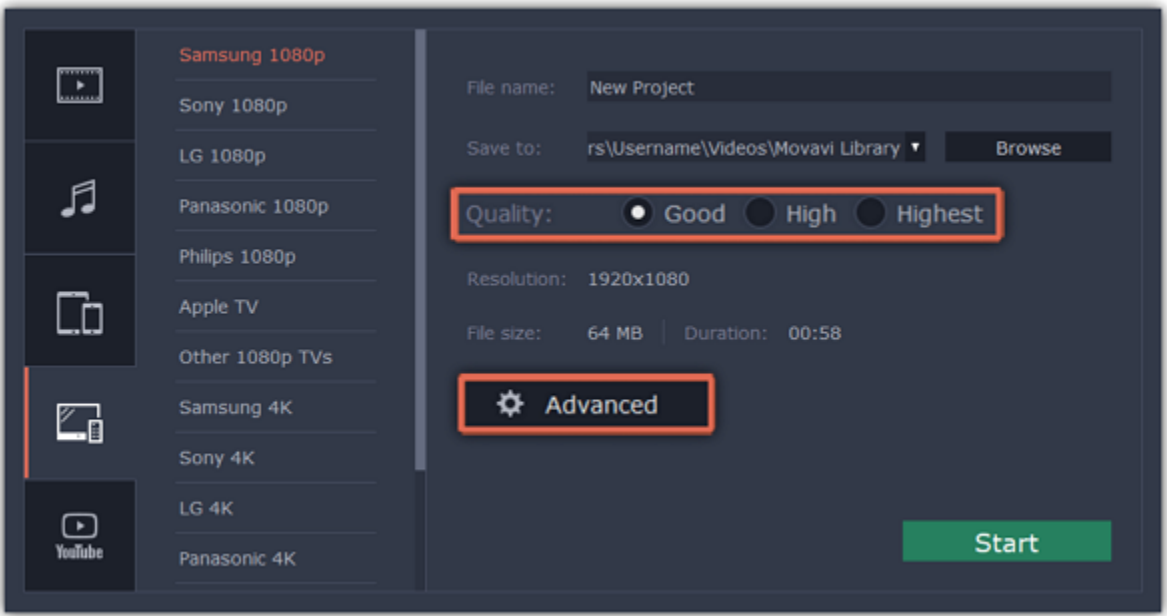 Samsung 1080p
Sony 1080p
LG 1080p
Panasonic 1080p
Philips 1080p
Apple TV
Other 1080p TVs
Samsung 4K
Sony 4K
LG 4K
Panasonic 4K
YouTube
File name: New Project
Save to: rs\Username\Videos\Movavi Library Browse
Quality: Good High Highest
Resolution: 1920x1080
File size: 64 MB Duration: 00:58
Advanced
Start